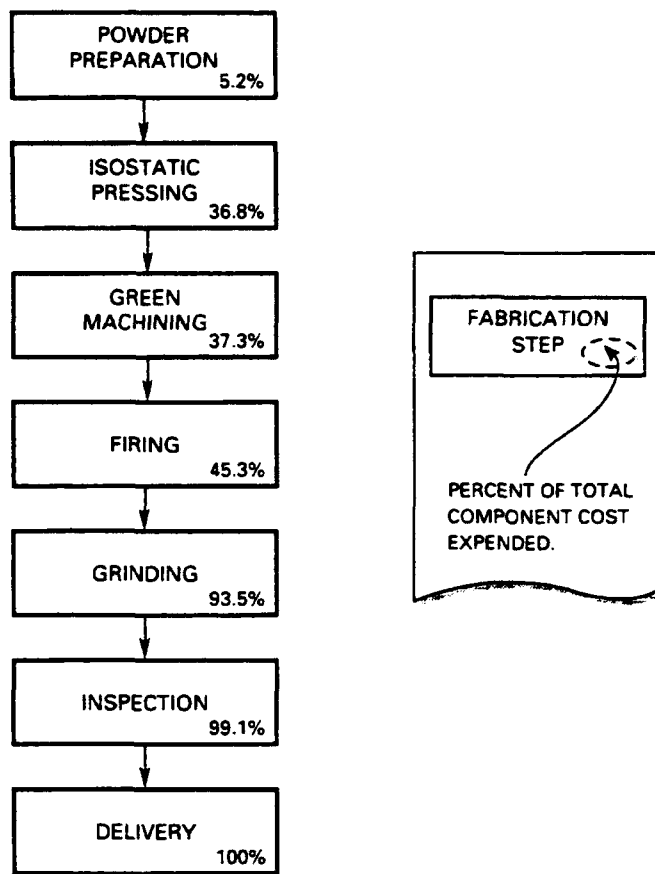 POWDER
PREPARATION
5.2%
ISOSTATIC
PRESSING
36.8%
GREEN
MACHINING
37.3%
FIRING
45.3%
GRINDING
93.5%
INSPECTION
99.1%
DELIVERY
100%
FABRICATION
STEP
PERCENT OF TOTAL
COMPONENT COST
EXPENDED.